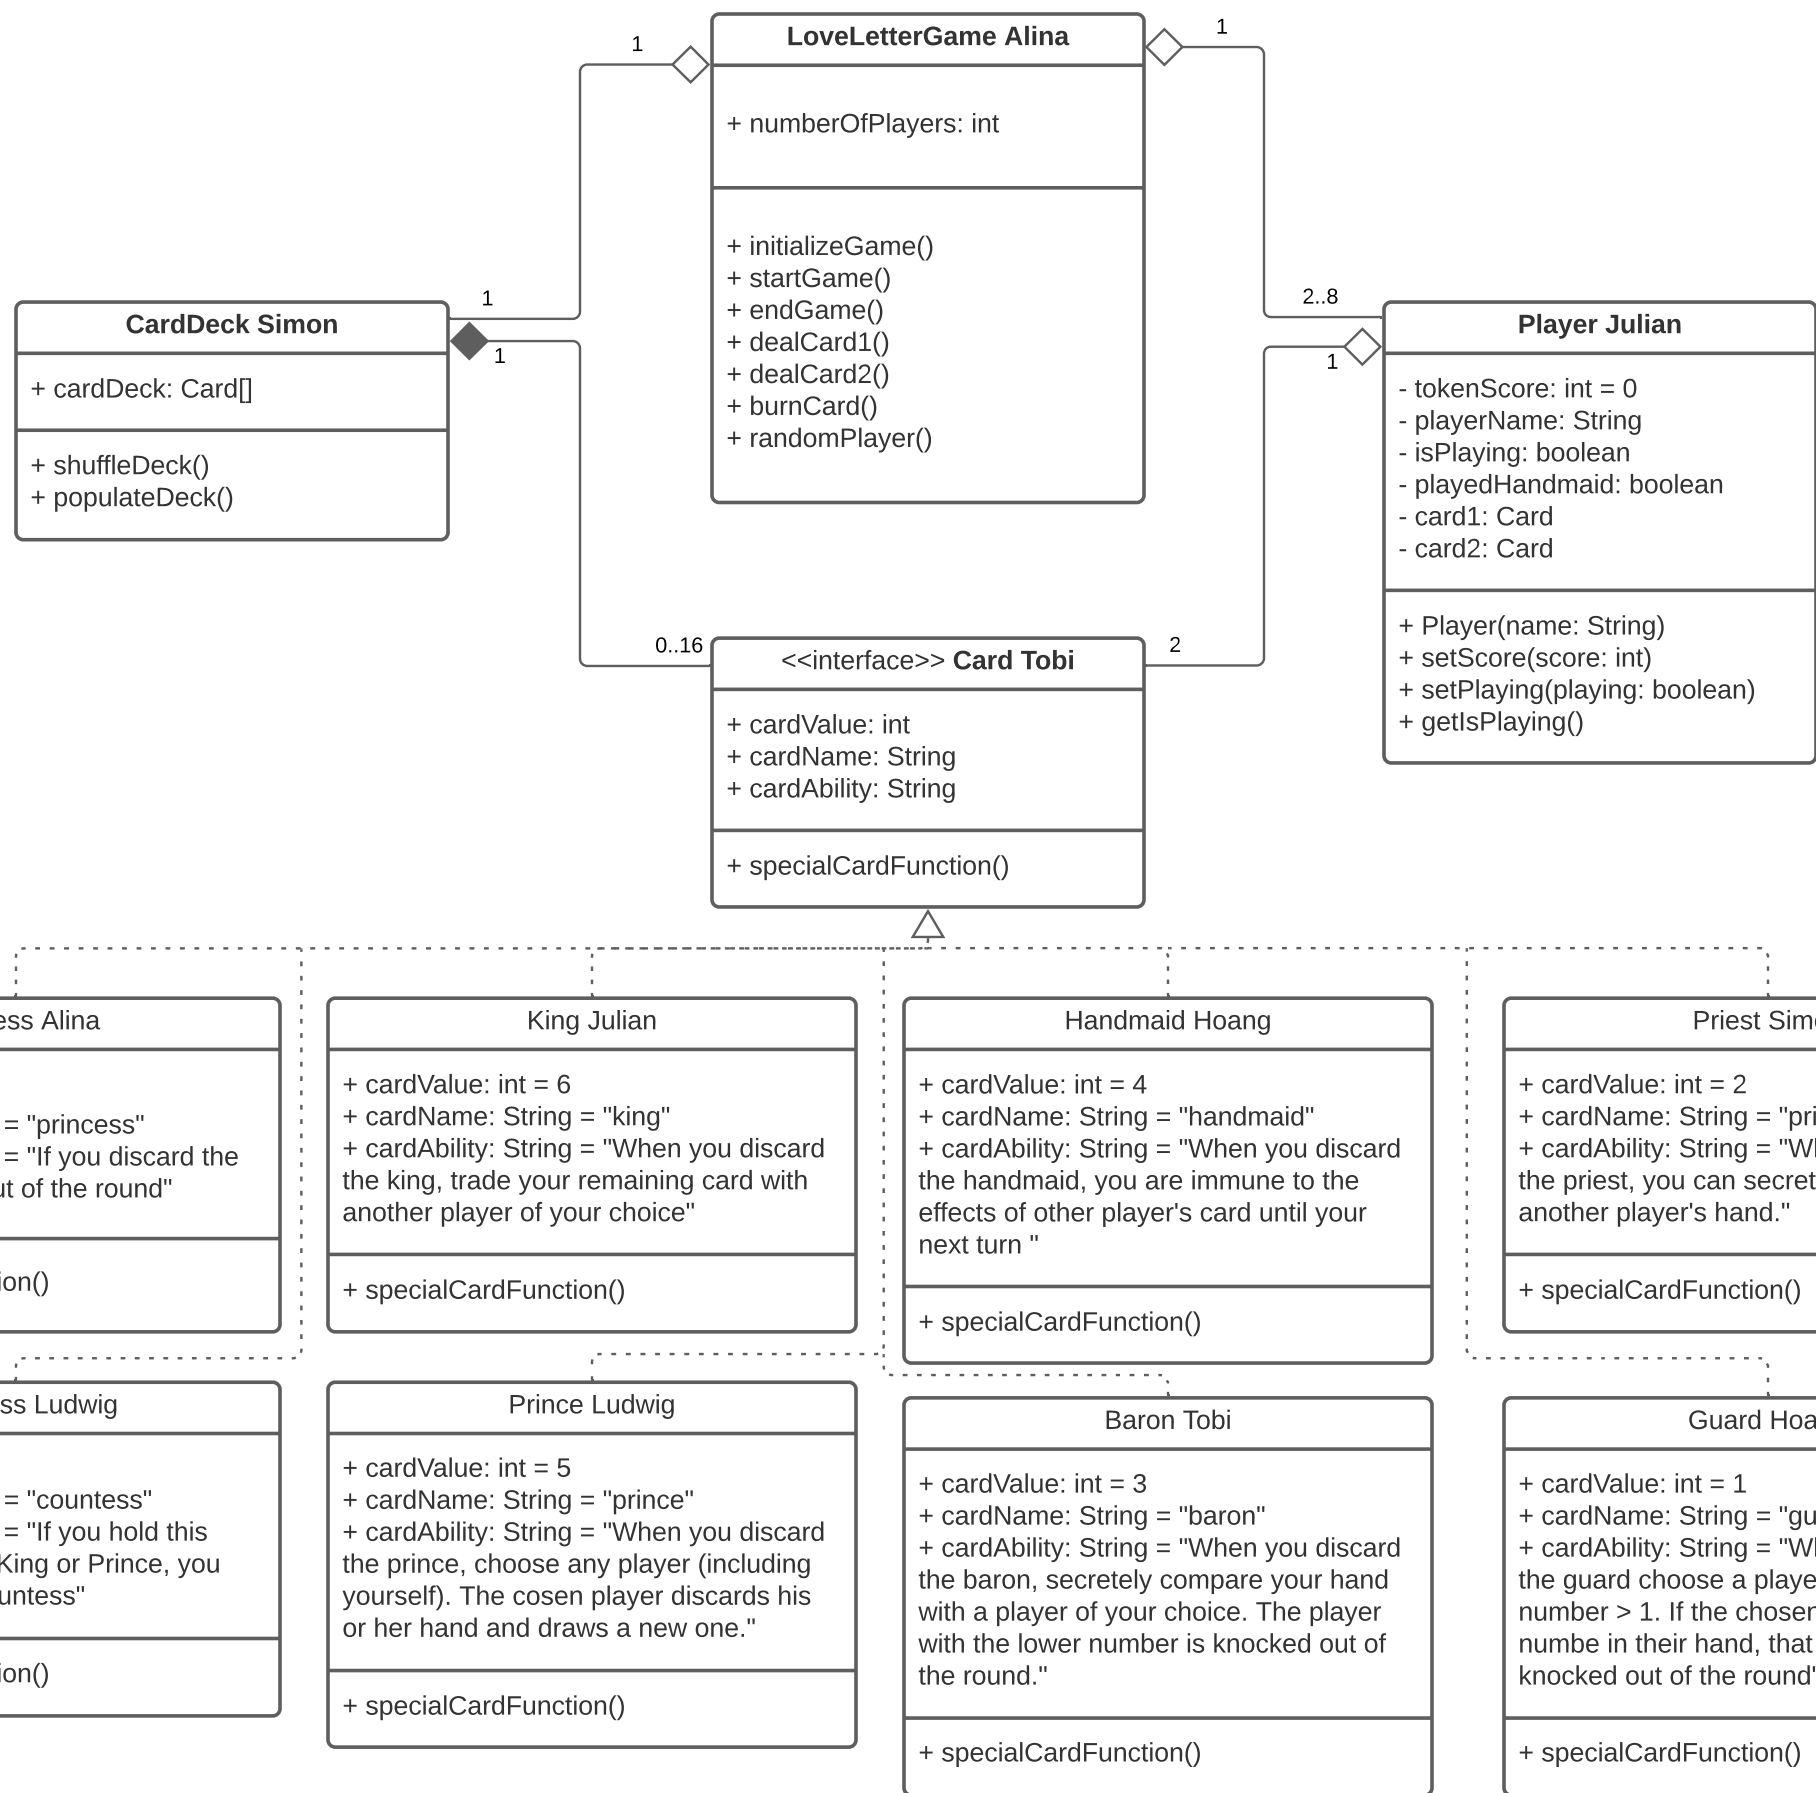 LoveLetterGame Alina
+ numberOfPlayers: int
+ initializeGame()
+ startGame()
+ endGame()
+ dealCard1()
+ dealCard2()
+ burnCard()
+ randomPlayer()
1
1
1
1
2..8
1
0..16
2
CardDeck Simon
+ cardDeck: Card[]
+ shuffleDeck()
+ populateDeck()
Player Julian
- tokenScore: int = 0
- playerName: String
- isPlaying: boolean
- playedHandmaid: boolean
- card1: Card
- card2: Card
+ Player(name: String)
+ setScore(score: int)
+ setPlaying(playing: boolean)
+ getIsPlaying()
<<interface>> Card Tobi
+ cardValue: int
+ cardName: String
+ cardAbility: String
+ specialCardFunction()
Alina
= "princess"
= "If you discard the
of the round"
King Julian
+ cardValue: int = 6
+ cardName: String = "king"
+ cardAbility: String = "When you discard
the king, trade your remaining card with
another player of your choice"
+ specialCardFunction()
Handmaid Hoang
+ cardValue: int = 4
+ cardName: String = "handmaid"
+ cardAbility: String = "When you discard
the handmaid, you are immune to the
effects of other player's card until your
next turn "
+ specialCardFunction()
Priest
+ cardValue: int = 2
+ cardName: String =
+ cardAbility: String =
the priest, you can
another player's hand."
+ specialCardFunction()
Ludwig
= "countess"
= "If you hold this
King or Prince, you
Prince Ludwig
+ cardValue: int = 5
+ cardName: String = "prince"
+ cardAbility: String = "When you discard
the prince, choose any player (including
yourself). The cosen player discards his
or her hand and draws a new one."
+ specialCardFunction()
Baron Tobi
+ cardValue: int = 3
+ cardName: String = "baron"
+ cardAbility: String = "When you discard
the baron, secretely compare your hand
with a player of your choice. The player
with the lower number is knocked out of
the round."
+ specialCardFunction()
Guard
+ cardValue: int = 1
+ cardName: String =
+ cardAbility: String =
the guard choose a
number > 1. If the
numbe in their hand, that
knocked out of the round"
+ specialCardFunction()